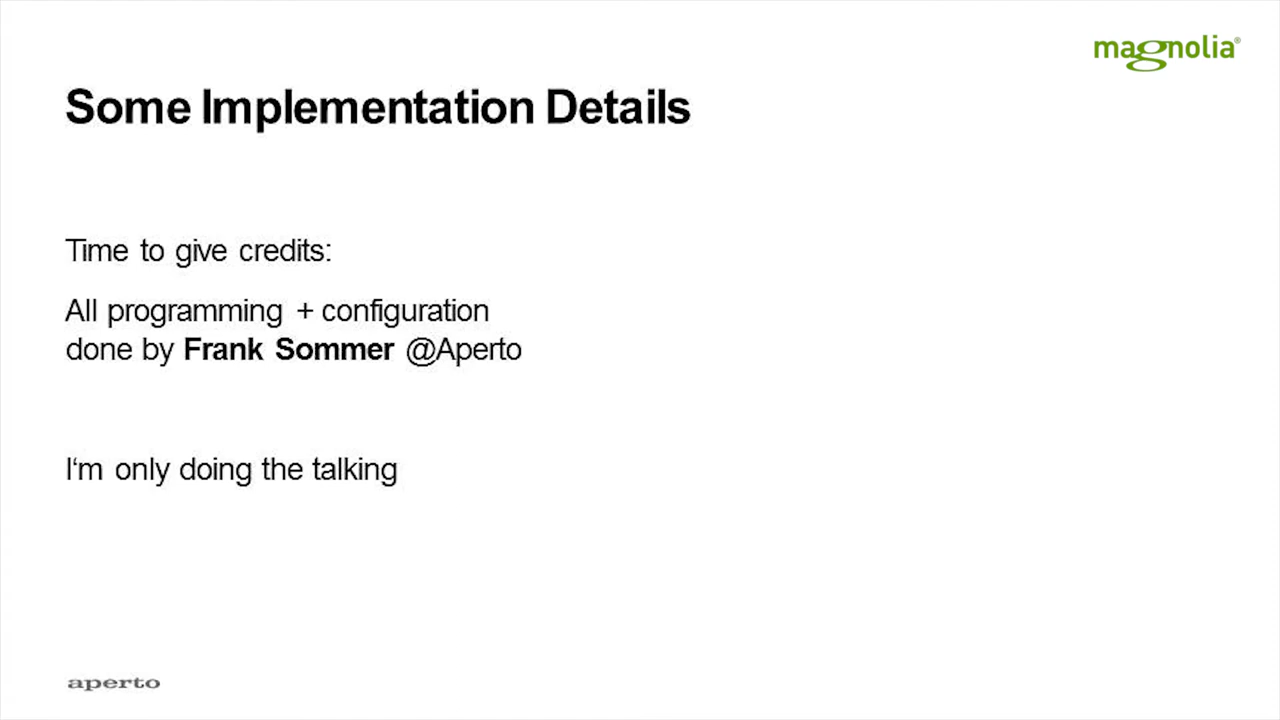 magnolia®
Some Implementation Details
Time to give credits:
All programming + configuration
done by Frank Sommer @Aperto
I‘m only doing the talking
aperto